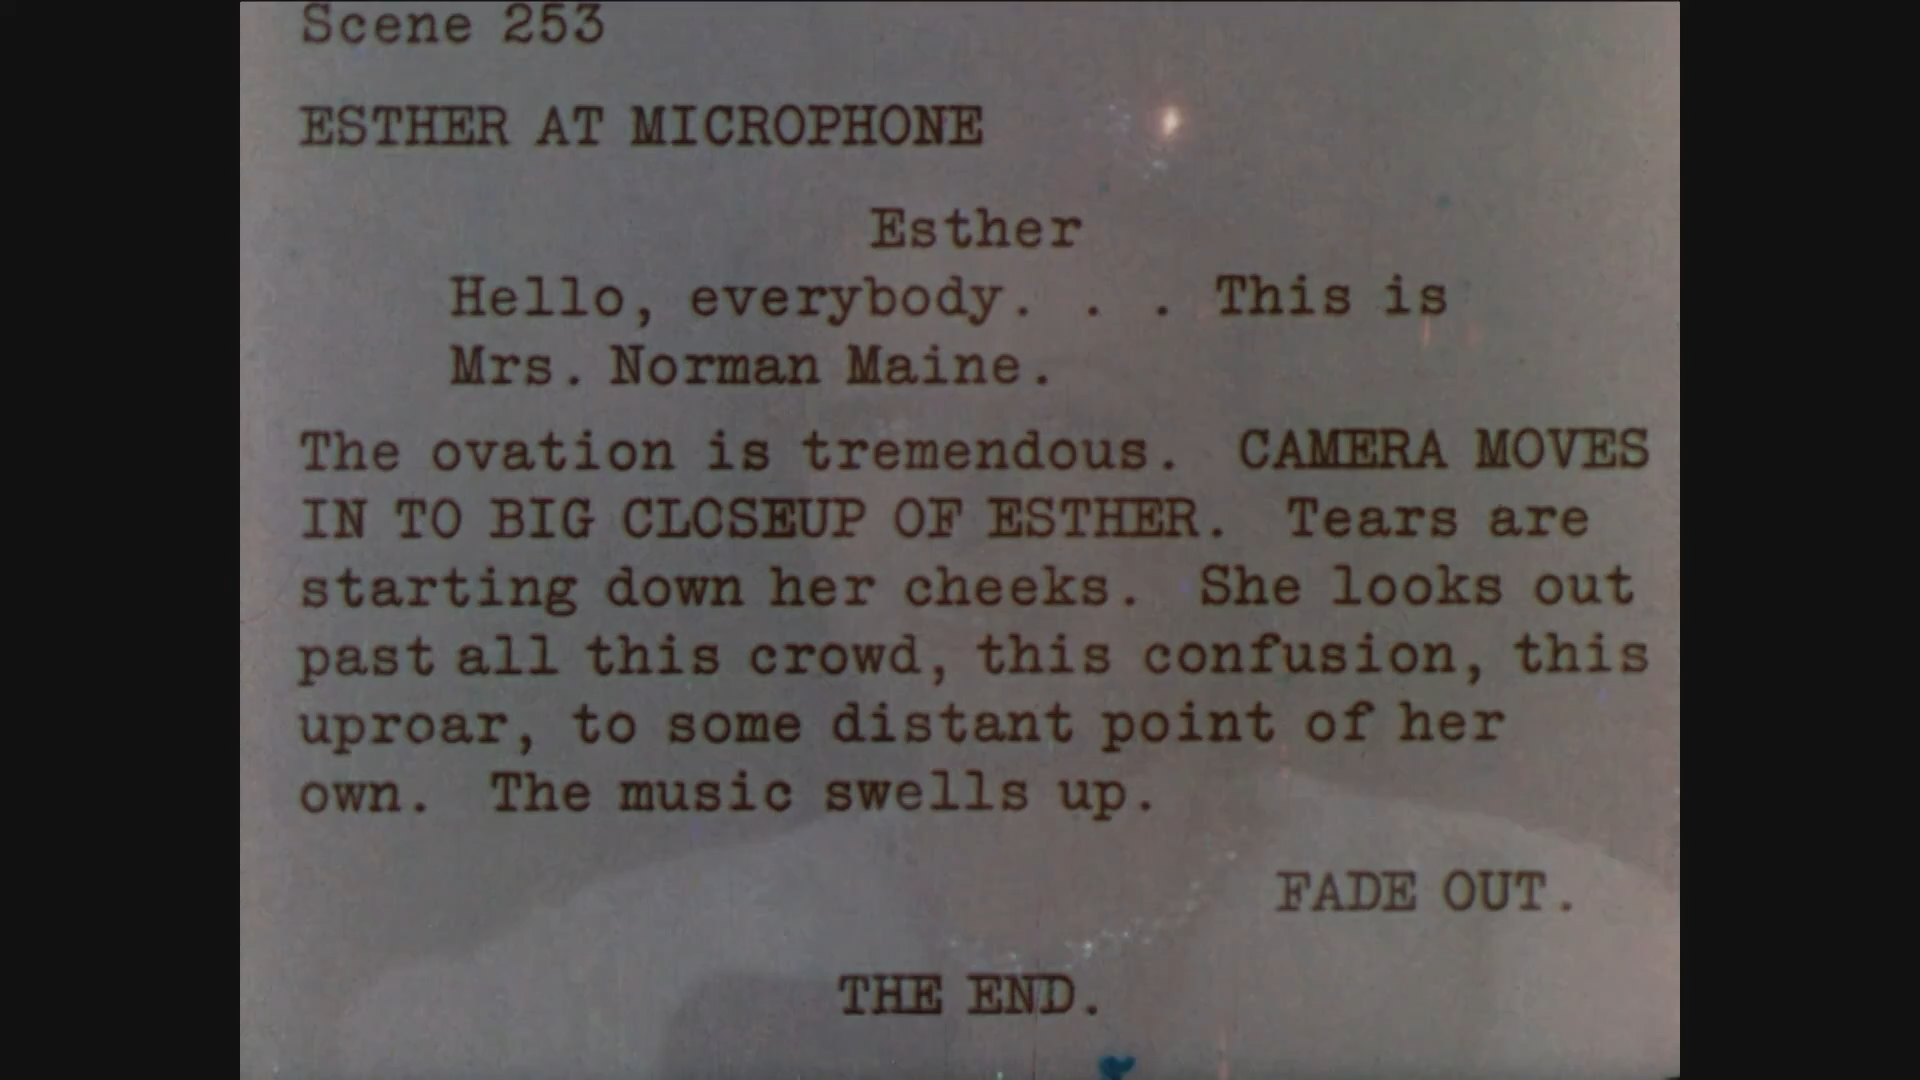 Scene 253
ESTHER AT MICROPHONE
Esther
Hello, everybody. . . This is
Mrs. Norman Maine.
The ovation is tremendous. CAMERA MOVES
IN TO BIG CLOSEUP OF ESTHER. Tears are
starting down her cheeks. She looks out
past all this crowd, this confusion, this
uproar, to some distant point of her
own. The music swells up.
FADE OUT.
THE END.